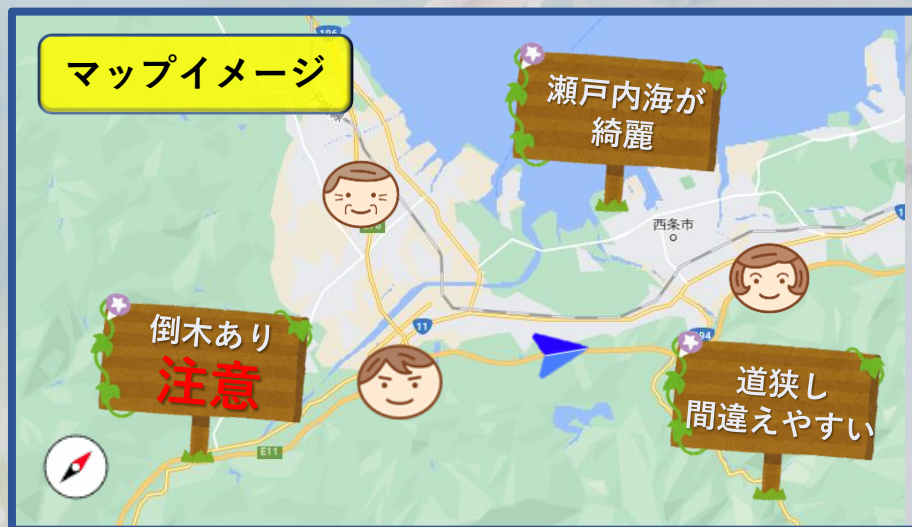 マップイメージ
196
瀬戸内海が
綺麗
西条市
11
倒木あり
注意
道狭し
間違えやすい
E11